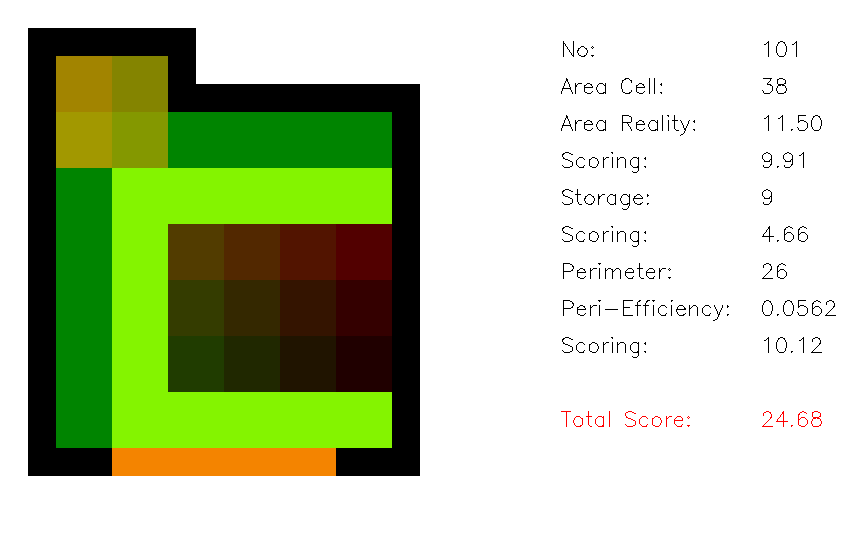 No: 101
Area Cell: 38
Area Reality: 11.50
Scoring: 9.91
Storage: 9
Scoring: 4.66
Perimeter: 26
Peri-Efficiency: 0.0562
Scoring: 10.12
Total Score: 24.68